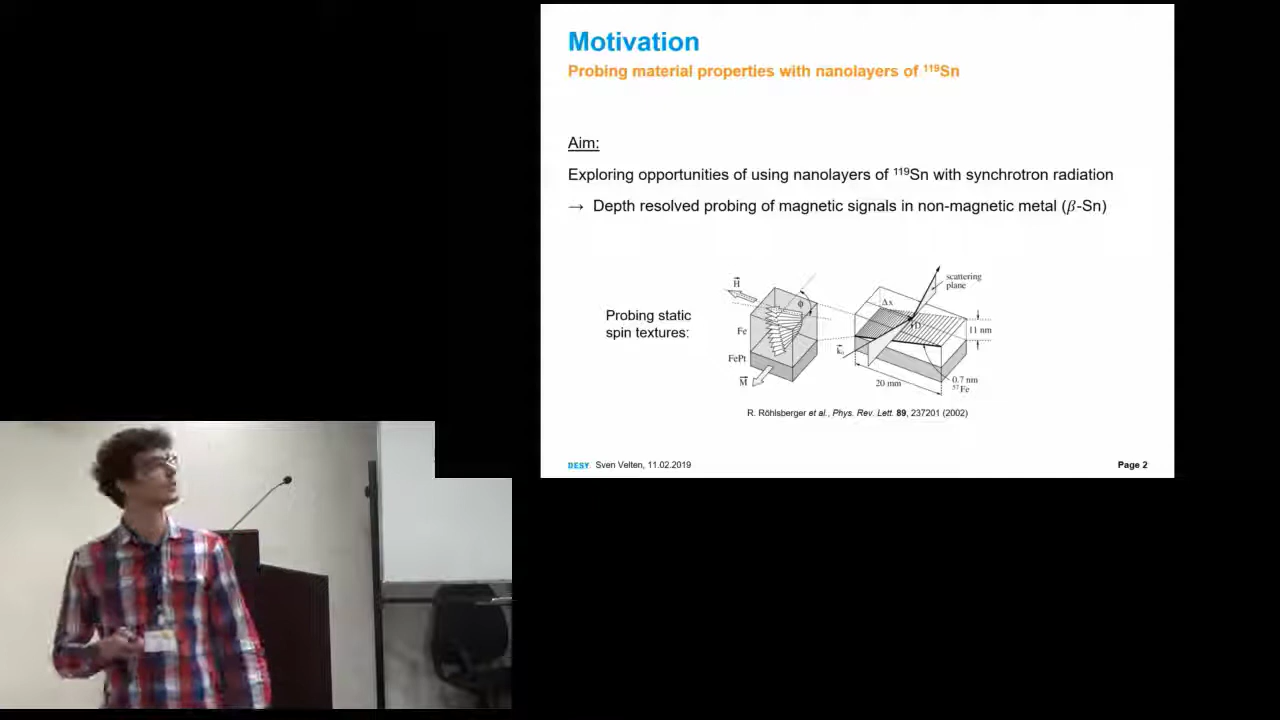 Motivation
Probing material properties with nanolayers of ¹¹⁹Sn
Aim:
Exploring opportunities of using nanolayers of ¹¹⁹Sn with synchrotron radiation
→ Depth resolved probing of magnetic signals in non-magnetic metal (β-Sn)
Probing static
spin textures:
H
Fe
FePt
M
ϕ
Δx
D
k₀
scattering
plane
11 nm
20 mm
0.7 nm
⁵⁷Fe
R. Röhlsberger et al., Phys. Rev. Lett. 89, 237201 (2002)
DESY. Sven Velten, 11.02.2019
Page 2